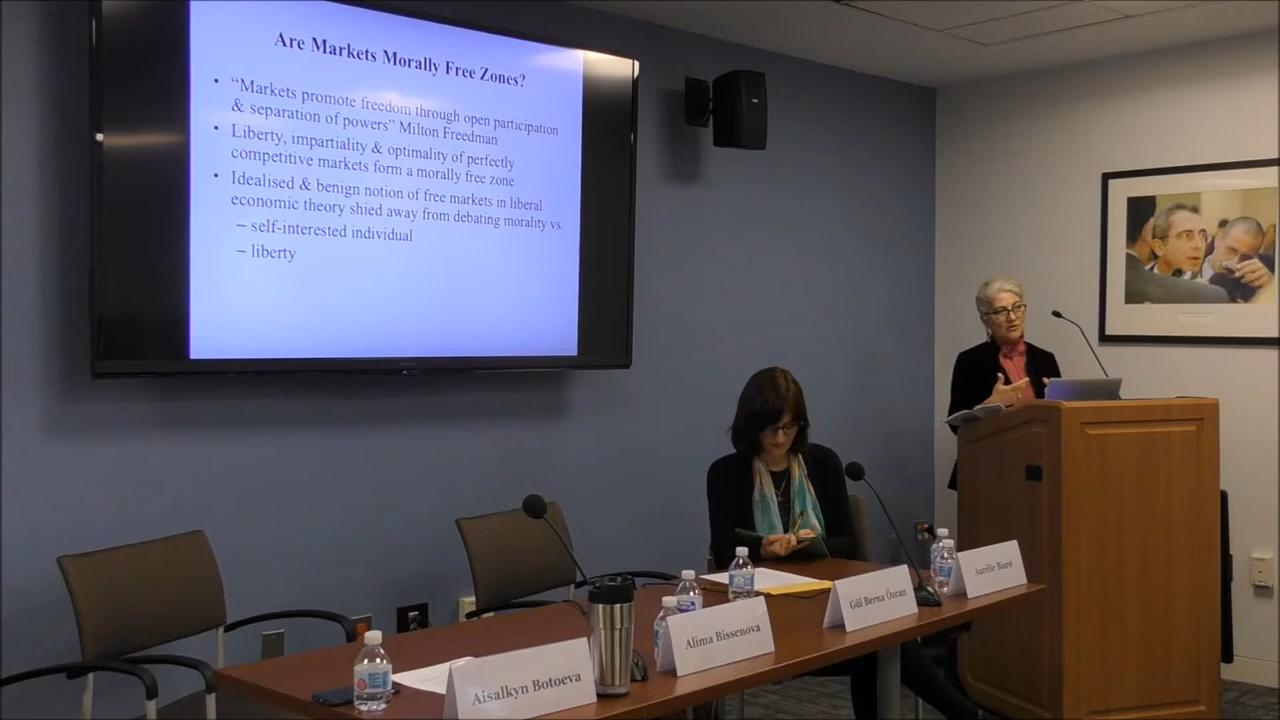 Are Markets Morally Free Zones?
• “Markets promote freedom through open participation
& separation of powers” Milton Freedman
• Liberty, impartiality & optimality of perfectly
competitive markets form a morally free zone
• Idealised & benign notion of free markets in liberal
economic theory shied away from debating morality vs.
– self-interested individual
– liberty
Aisalkyn Botoeva
Alima Bissenova
Gül Berna Özcan
Aurélie Biard